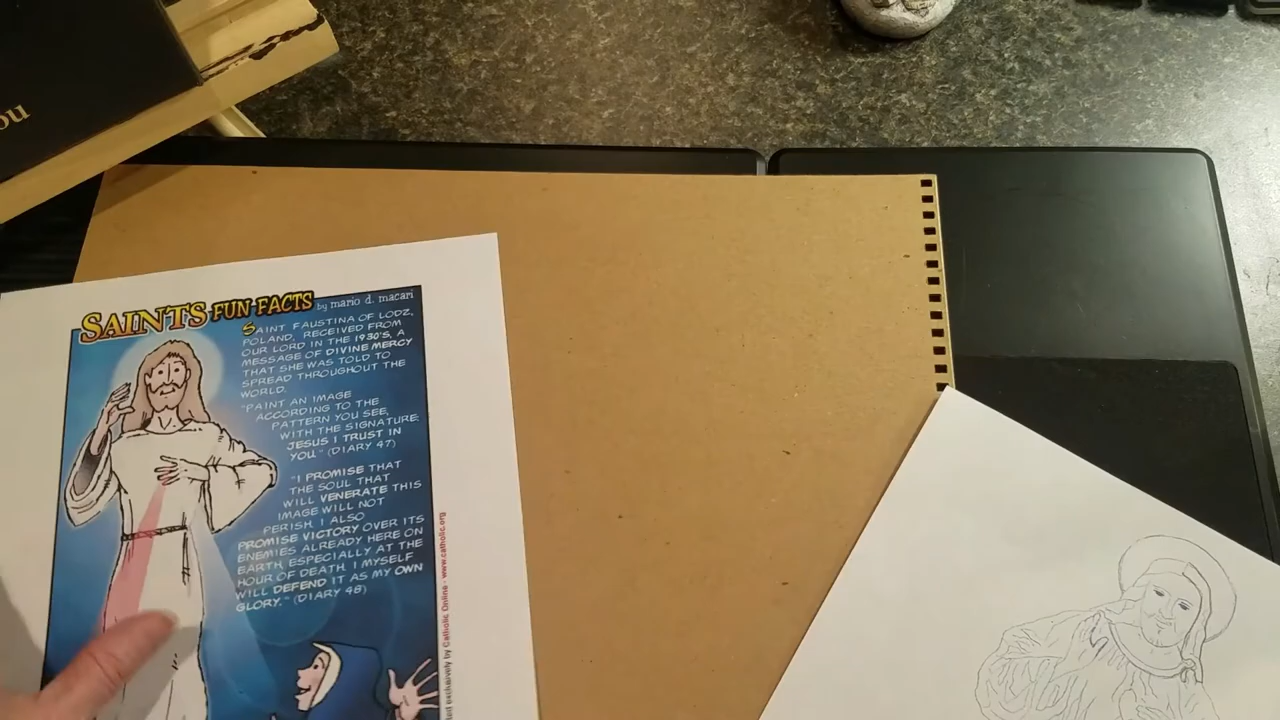 ou
SAINTS FUN FACTS by mario d. macari
SAINT FAUSTINA OF LODZ,
POLAND, RECEIVED FROM
OUR LORD IN THE 1930'S, A
MESSAGE OF DIVINE MERCY
THAT SHE WAS TOLD TO
SPREAD THROUGHOUT THE
WORLD.
"PAINT AN IMAGE
ACCORDING TO THE
PATTERN YOU SEE,
WITH THE SIGNATURE:
JESUS I TRUST IN
YOU." (DIARY 47)
"I PROMISE THAT
THE SOUL THAT
WILL VENERATE THIS
IMAGE WILL NOT
PERISH. I ALSO
PROMISE VICTORY OVER ITS
ENEMIES ALREADY HERE ON
EARTH, ESPECIALLY AT THE
HOUR OF DEATH. I MYSELF
WILL DEFEND IT AS MY OWN
GLORY." (DIARY 48)
exclusively by Catholic Online - www.catholic.org